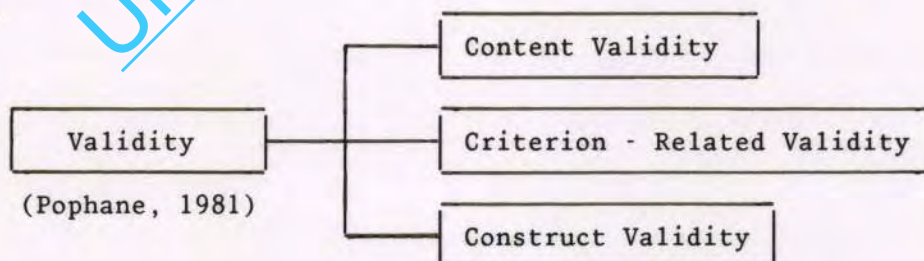 Content Validity
Validity
Criterion - Related Validity
(Pophane, 1981)
Construct Validity